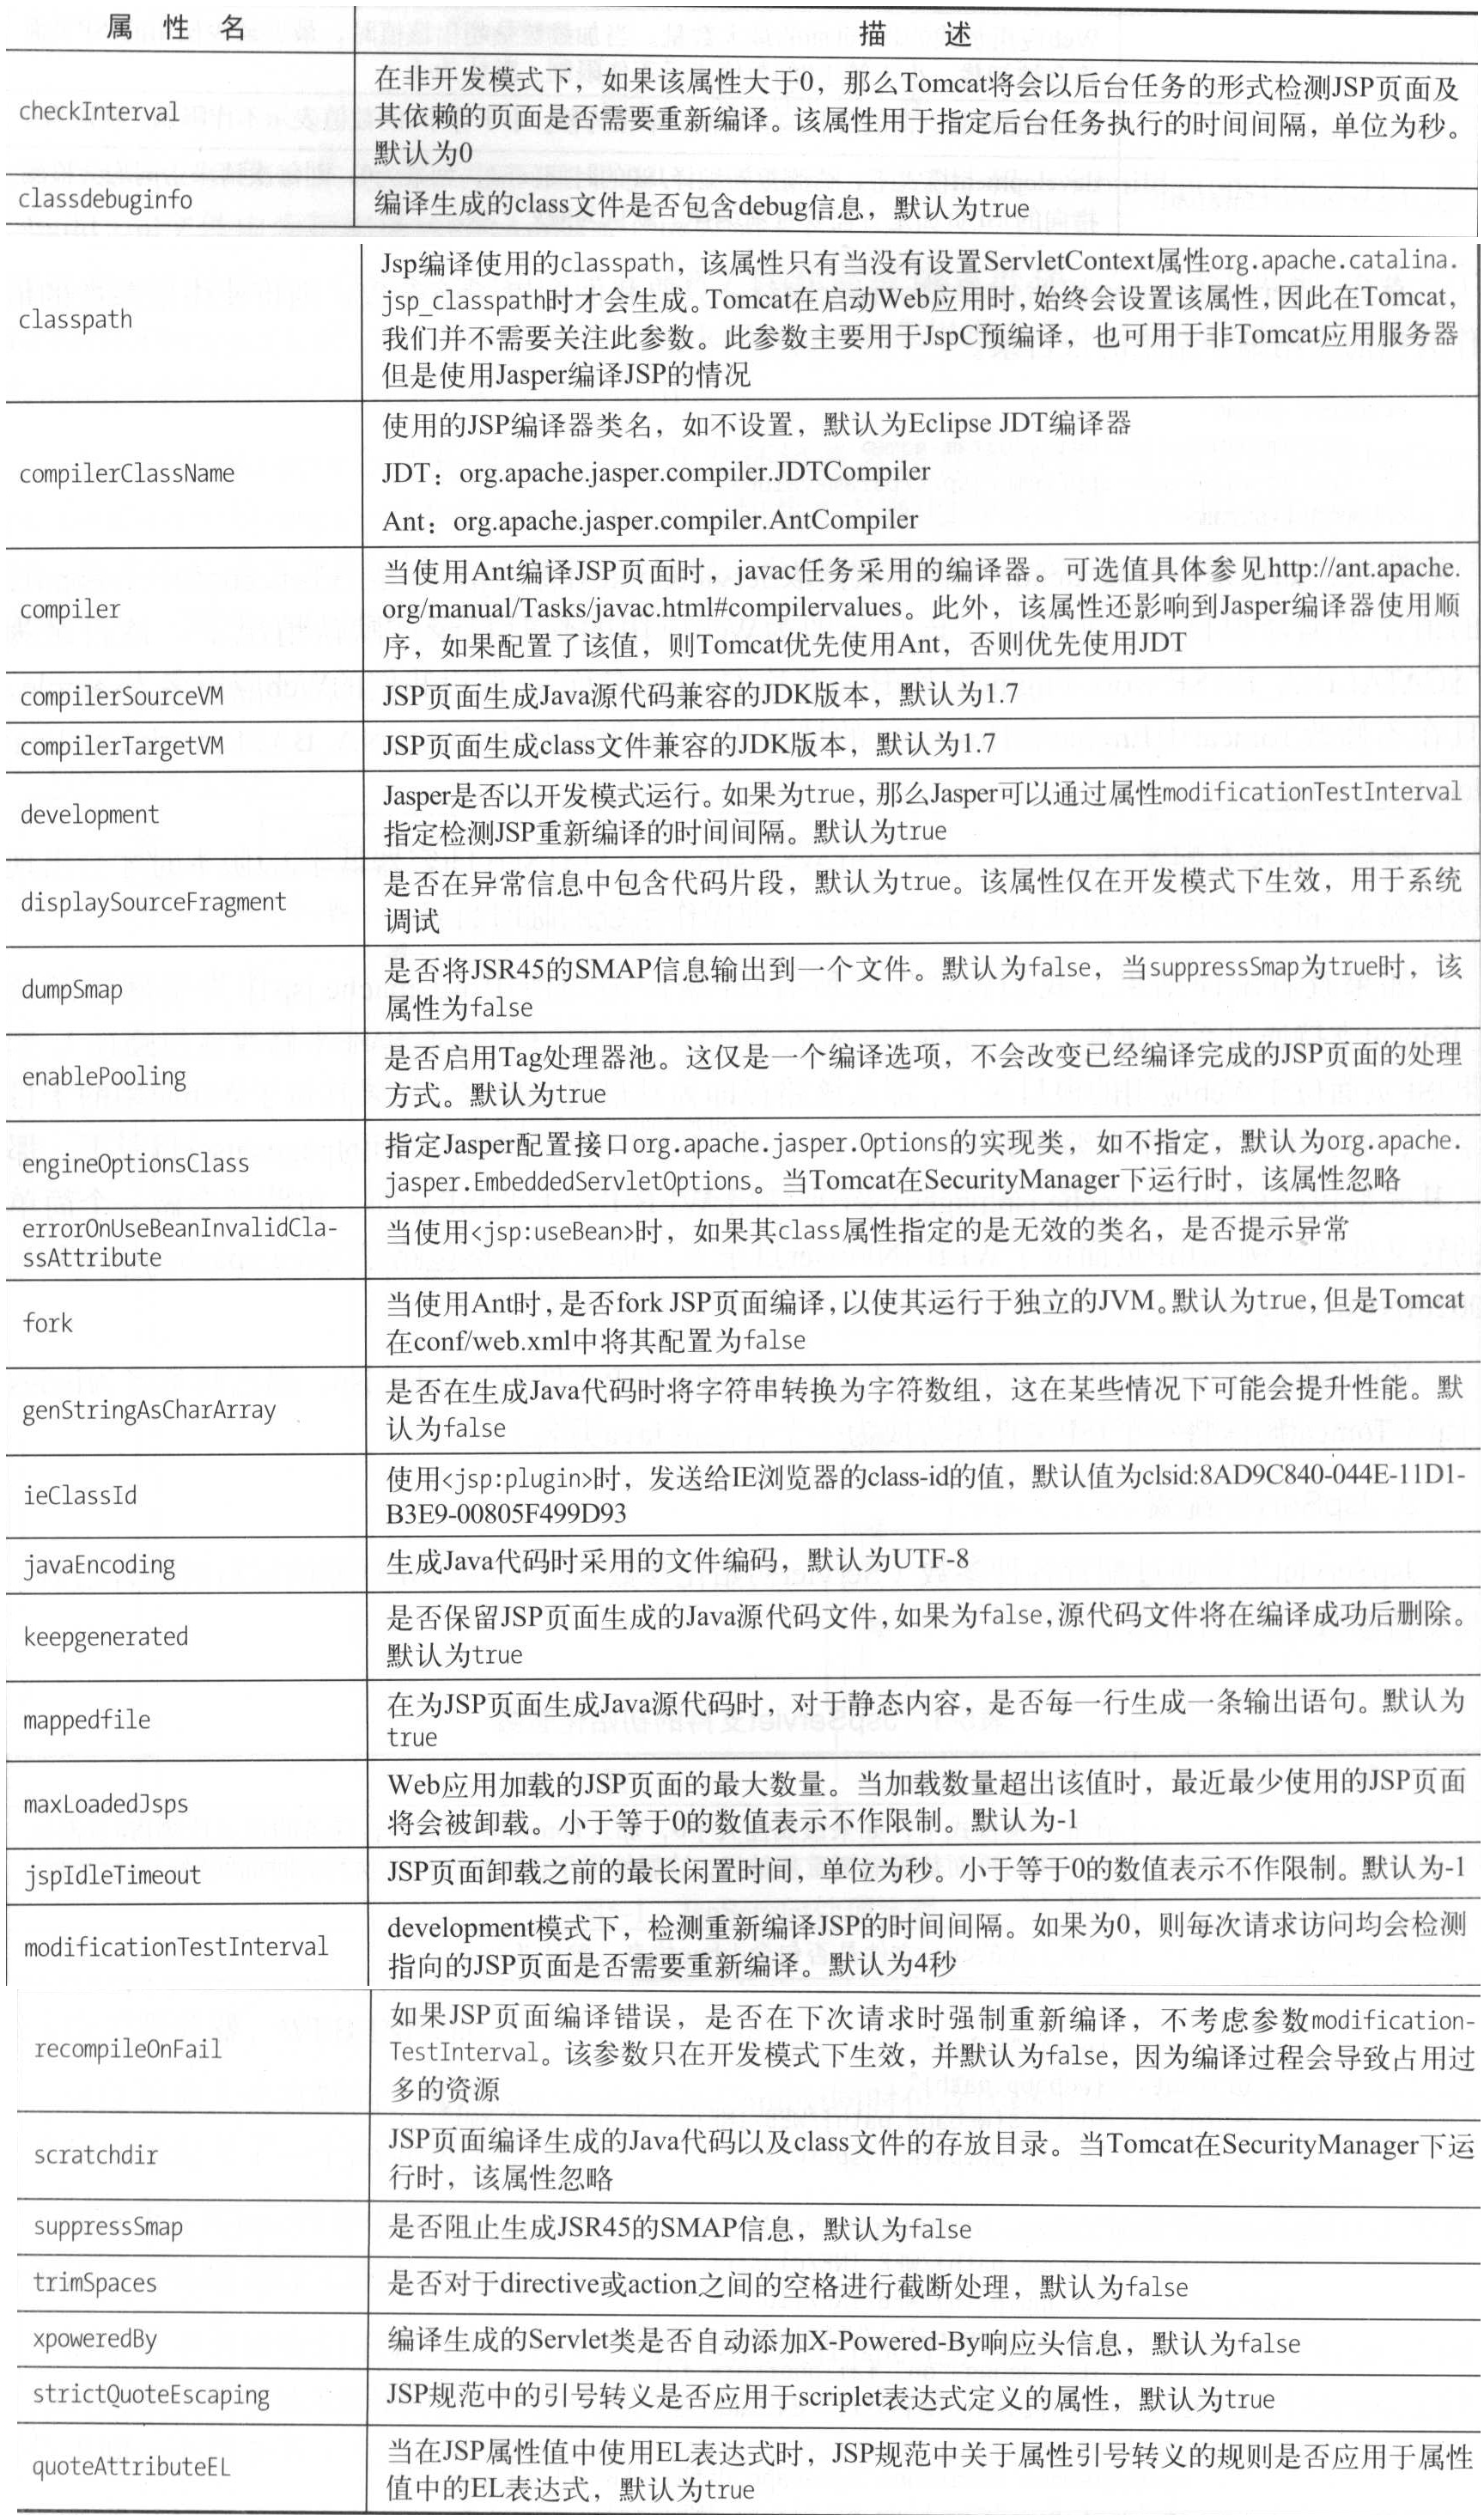 属 性 名
描 述
checkInterval
在非开发模式下，如果该属性大于0，那么Tomcat将会以后台任务的形式检测JSP页面及
其依赖的页面是否需要重新编译。该属性用于指定后台任务执行的时间间隔，单位为秒。
默认为0
classdebuginfo
编译生成的class文件是否包含debug信息，默认为true
classpath
Jsp编译使用的classpath，该属性只有当没有设置ServletContext属性org.apache.catalina.
jsp_classpath时才会生成。Tomcat在启动Web应用时，始终会设置该属性，因此在Tomcat，
我们并不需要关注此参数。此参数主要用于JspC预编译，也可用于非Tomcat应用服务器
但是使用Jasper编译JSP的情况
compilerClassName
使用的JSP编译器类名，如不设置，默认为Eclipse JDT编译器
JDT：org.apache.jasper.compiler.JDTCompiler
Ant：org.apache.jasper.compiler.AntCompiler
compiler
当使用Ant编译JSP页面时，javac任务采用的编译器。可选值具体参见http://ant.apache.
org/manual/Tasks/javac.html#compilervalues。此外，该属性还影响到Jasper编译器使用顺
序，如果配置了该值，则Tomcat优先使用Ant，否则优先使用JDT
compilerSourceVM
JSP页面生成Java源代码兼容的JDK版本，默认为1.7
compilerTargetVM
JSP页面生成class文件兼容的JDK版本，默认为1.7
development
Jasper是否以开发模式运行。如果为true，那么Jasper可以通过属性modificationTestInterval
指定检测JSP重新编译的时间间隔。默认为true
displaySourceFragment
是否在异常信息中包含代码片段，默认为true。该属性仅在开发模式下生效，用于系统
调试
dumpSmap
是否将JSR45的SMAP信息输出到一个文件。默认为false，当suppressSmap为true时，该
属性为false
enablePooling
是否启用Tag处理器池。这仅是一个编译选项，不会改变已经编译完成的JSP页面的处理
方式。默认为true
engineOptionsClass
指定Jasper配置接口org.apache.jasper.Options的实现类，如不指定，默认为org.apache.
jasper.EmbeddedServletOptions。当Tomcat在SecurityManager下运行时，该属性忽略
errorOnUseBeanInvalidCla-
ssAttribute
当使用<jsp:useBean>时，如果其class属性指定的是无效的类名，是否提示异常
fork
当使用Ant时，是否fork JSP页面编译，以使其运行于独立的JVM。默认为true，但是Tomcat
在conf/web.xml中将其配置为false
genStringAsCharArray
是否在生成Java代码时将字符串转换为字符数组，这在某些情况下可能会提升性能。默
认为false
ieClassId
使用<jsp:plugin>时，发送给IE浏览器的class-id的值，默认值为clsid:8AD9C840-044E-11D1-
B3E9-00805F499D93
javaEncoding
生成Java代码时采用的文件编码，默认为UTF-8
keepgenerated
是否保留JSP页面生成的Java源代码文件，如果为false，源代码文件将在编译成功后删除。
默认为true
mappedfile
在为JSP页面生成Java源代码时，对于静态内容，是否每一行生成一条输出语句。默认为
true
maxLoadedJsps
Web应用加载的JSP页面的最大数量。当加载数量超出该值时，最近最少使用的JSP页面
将会被卸载。小于等于0的数值表示不作限制。默认为-1
jspIdleTimeout
JSP页面卸载之前的最长闲置时间，单位为秒。小于等于0的数值表示不作限制。默认为-1
modificationTestInterval
development模式下，检测重新编译JSP的时间间隔。如果为0，则每次请求访问均会检测
指向的JSP页面是否需要重新编译。默认为4秒
recompileOnFail
如果JSP页面编译错误，是否在下次请求时强制重新编译，不考虑参数modification-
TestInterval。该参数只在开发模式下生效，并默认为false，因为编译过程会导致占用过
多的资源
scratchdir
JSP页面编译生成的Java代码以及class文件的存放目录。当Tomcat在SecurityManager下运
行时，该属性忽略
suppressSmap
是否阻止生成JSR45的SMAP信息，默认为false
trimSpaces
是否对于directive或action之间的空格进行截断处理，默认为false
xpoweredBy
编译生成的Servlet类是否自动添加X-Powered-By响应头信息，默认为false
strictQuoteEscaping
JSP规范中的引号转义是否应用于scriplet表达式定义的属性，默认为true
quoteAttributeEL
当在JSP属性值中使用EL表达式时，JSP规范中关于属性引号转义的规则是否应用于属性
值中的EL表达式，默认为true